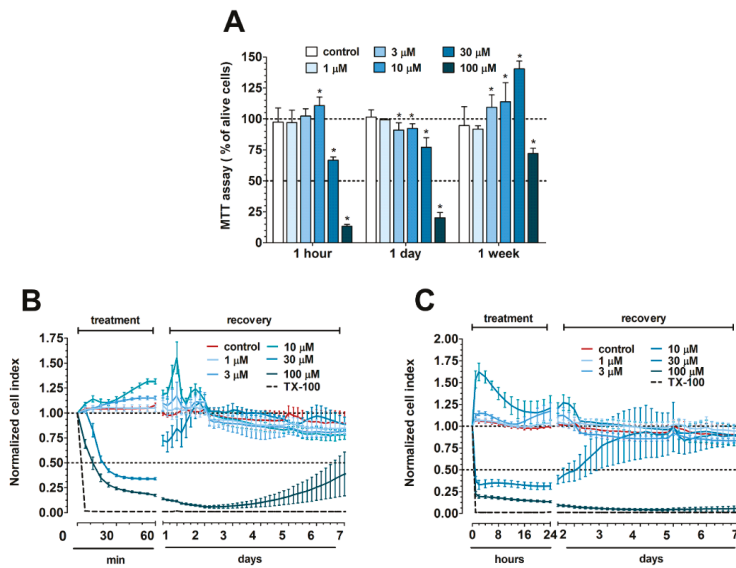 A
control
3 μM
30 μM
1 μM
10 μM
100 μM
MTT assay ( % of alive cells)
150
125
100
75
50
25
0
*
*
*
*
*
*
*
*
*
*
*
1 hour
1 day
1 week
B
treatment
recovery
Normalized cell index
1.75
1.50
1.25
1.00
0.75
0.50
0.25
0.00
control
1 μM
3 μM
10 μM
30 μM
100 μM
TX-100
0
30
60
1
2
3
4
5
6
7
min
days
C
treatment
recovery
Normalized cell index
2.00
1.75
1.50
1.25
1.00
0.75
0.50
0.25
0.00
control
1 μM
3 μM
10 μM
30 μM
100 μM
TX-100
0
8
16
24
2
3
4
5
6
7
hours
days